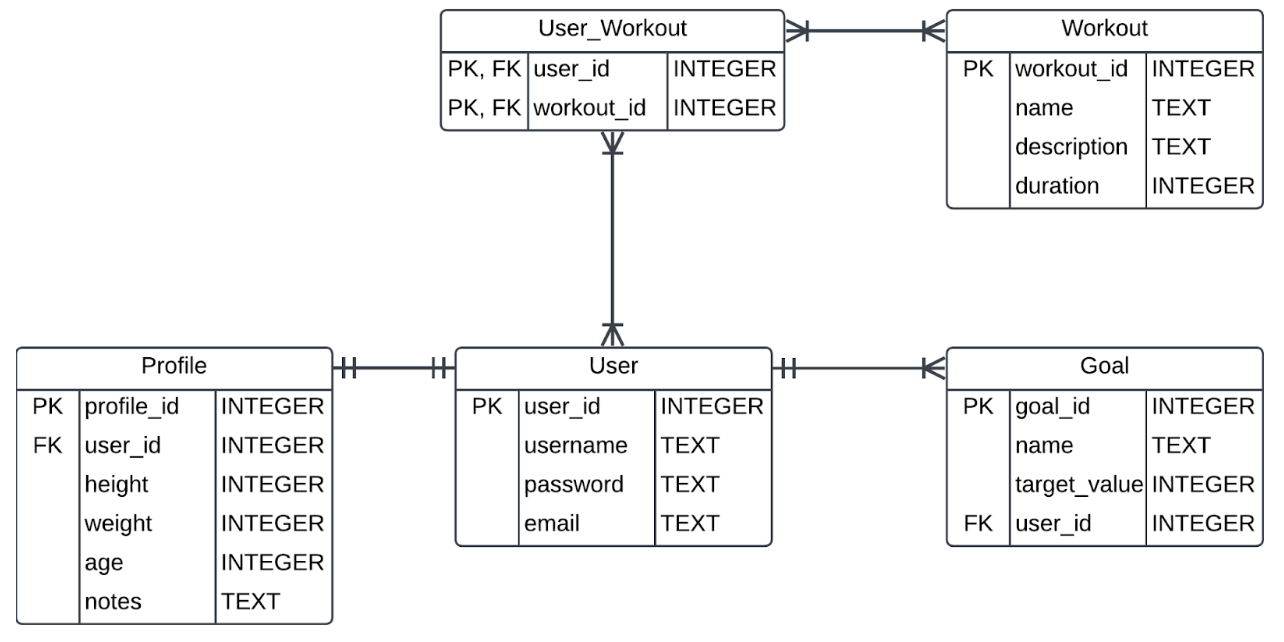 User_Workout
PK, FK user_id INTEGER
PK, FK workout_id INTEGER
Workout
PK workout_id INTEGER
name TEXT
description TEXT
duration INTEGER
Profile
PK profile_id INTEGER
FK user_id INTEGER
height INTEGER
weight INTEGER
age INTEGER
notes TEXT
User
PK user_id INTEGER
username TEXT
password TEXT
email TEXT
Goal
PK goal_id INTEGER
name TEXT
target_value INTEGER
FK user_id INTEGER